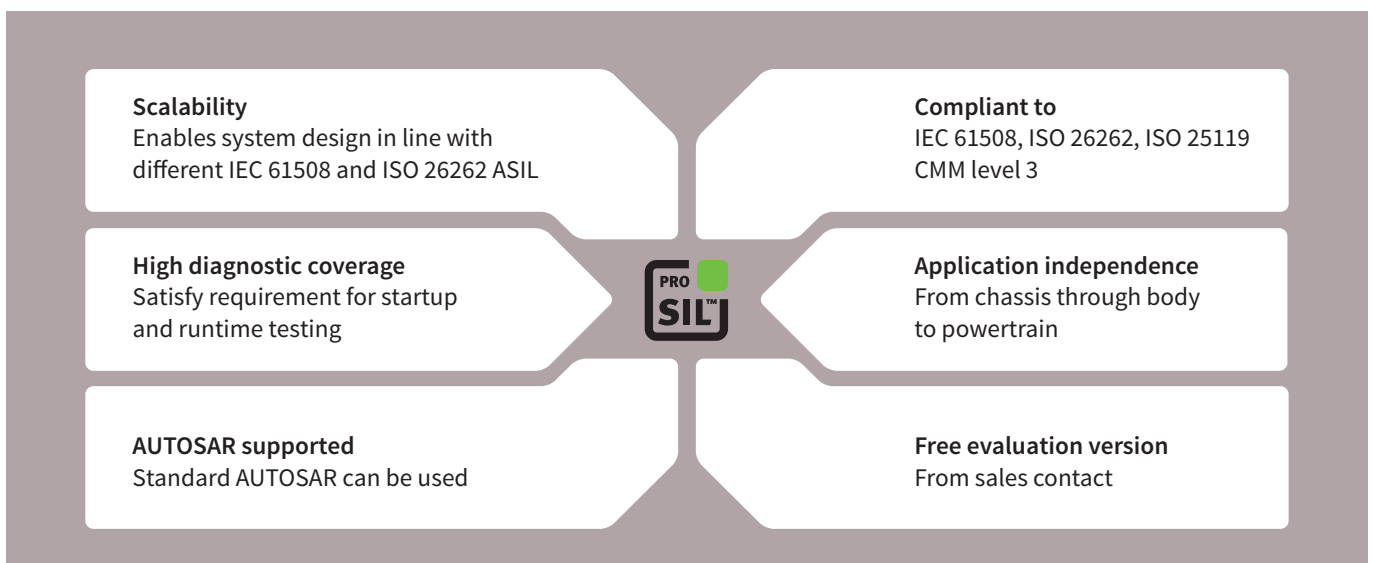 Scalability
Enables system design in line with
different IEC 61508 and ISO 26262 ASIL
Compliant to
IEC 61508, ISO 26262, ISO 25119
CMM level 3
High diagnostic coverage
Satisfy requirement for startup
and runtime testing
PRO
SIL™
Application independence
From chassis through body
to powertrain
AUTOSAR supported
Standard AUTOSAR can be used
Free evaluation version
From sales contact